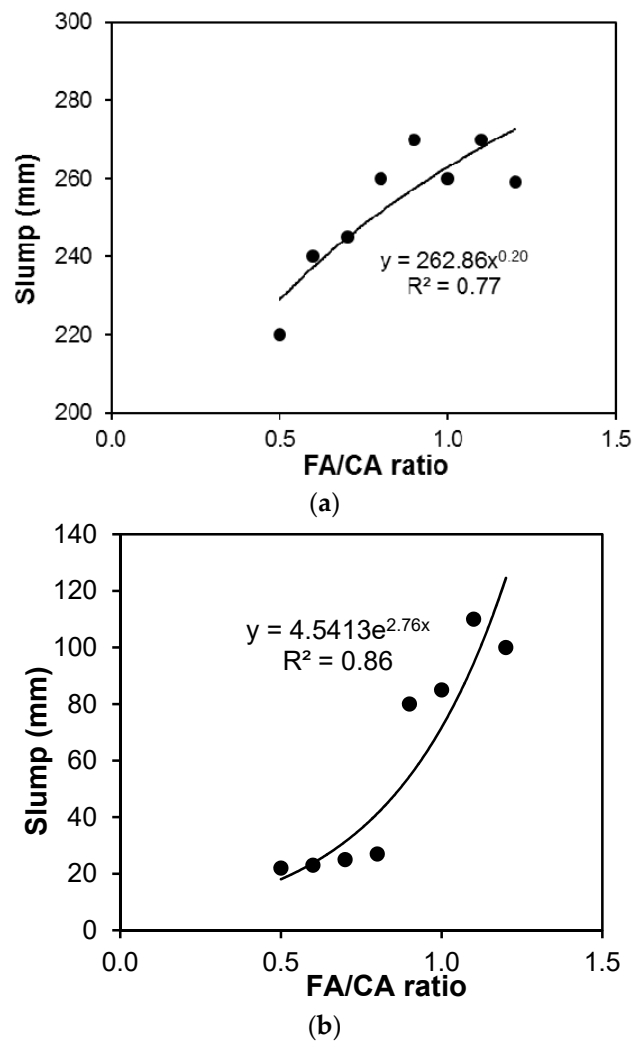 300
280
260
240
220
200
Slump (mm)
y = 262.86x^0.20
R² = 0.77
0.0 0.5 1.0 1.5
FA/CA ratio
(a)
140
120
100
80
60
40
20
0
Slump (mm)
y = 4.5413e^2.76x
R² = 0.86
0.0 0.5 1.0 1.5
FA/CA ratio
(b)